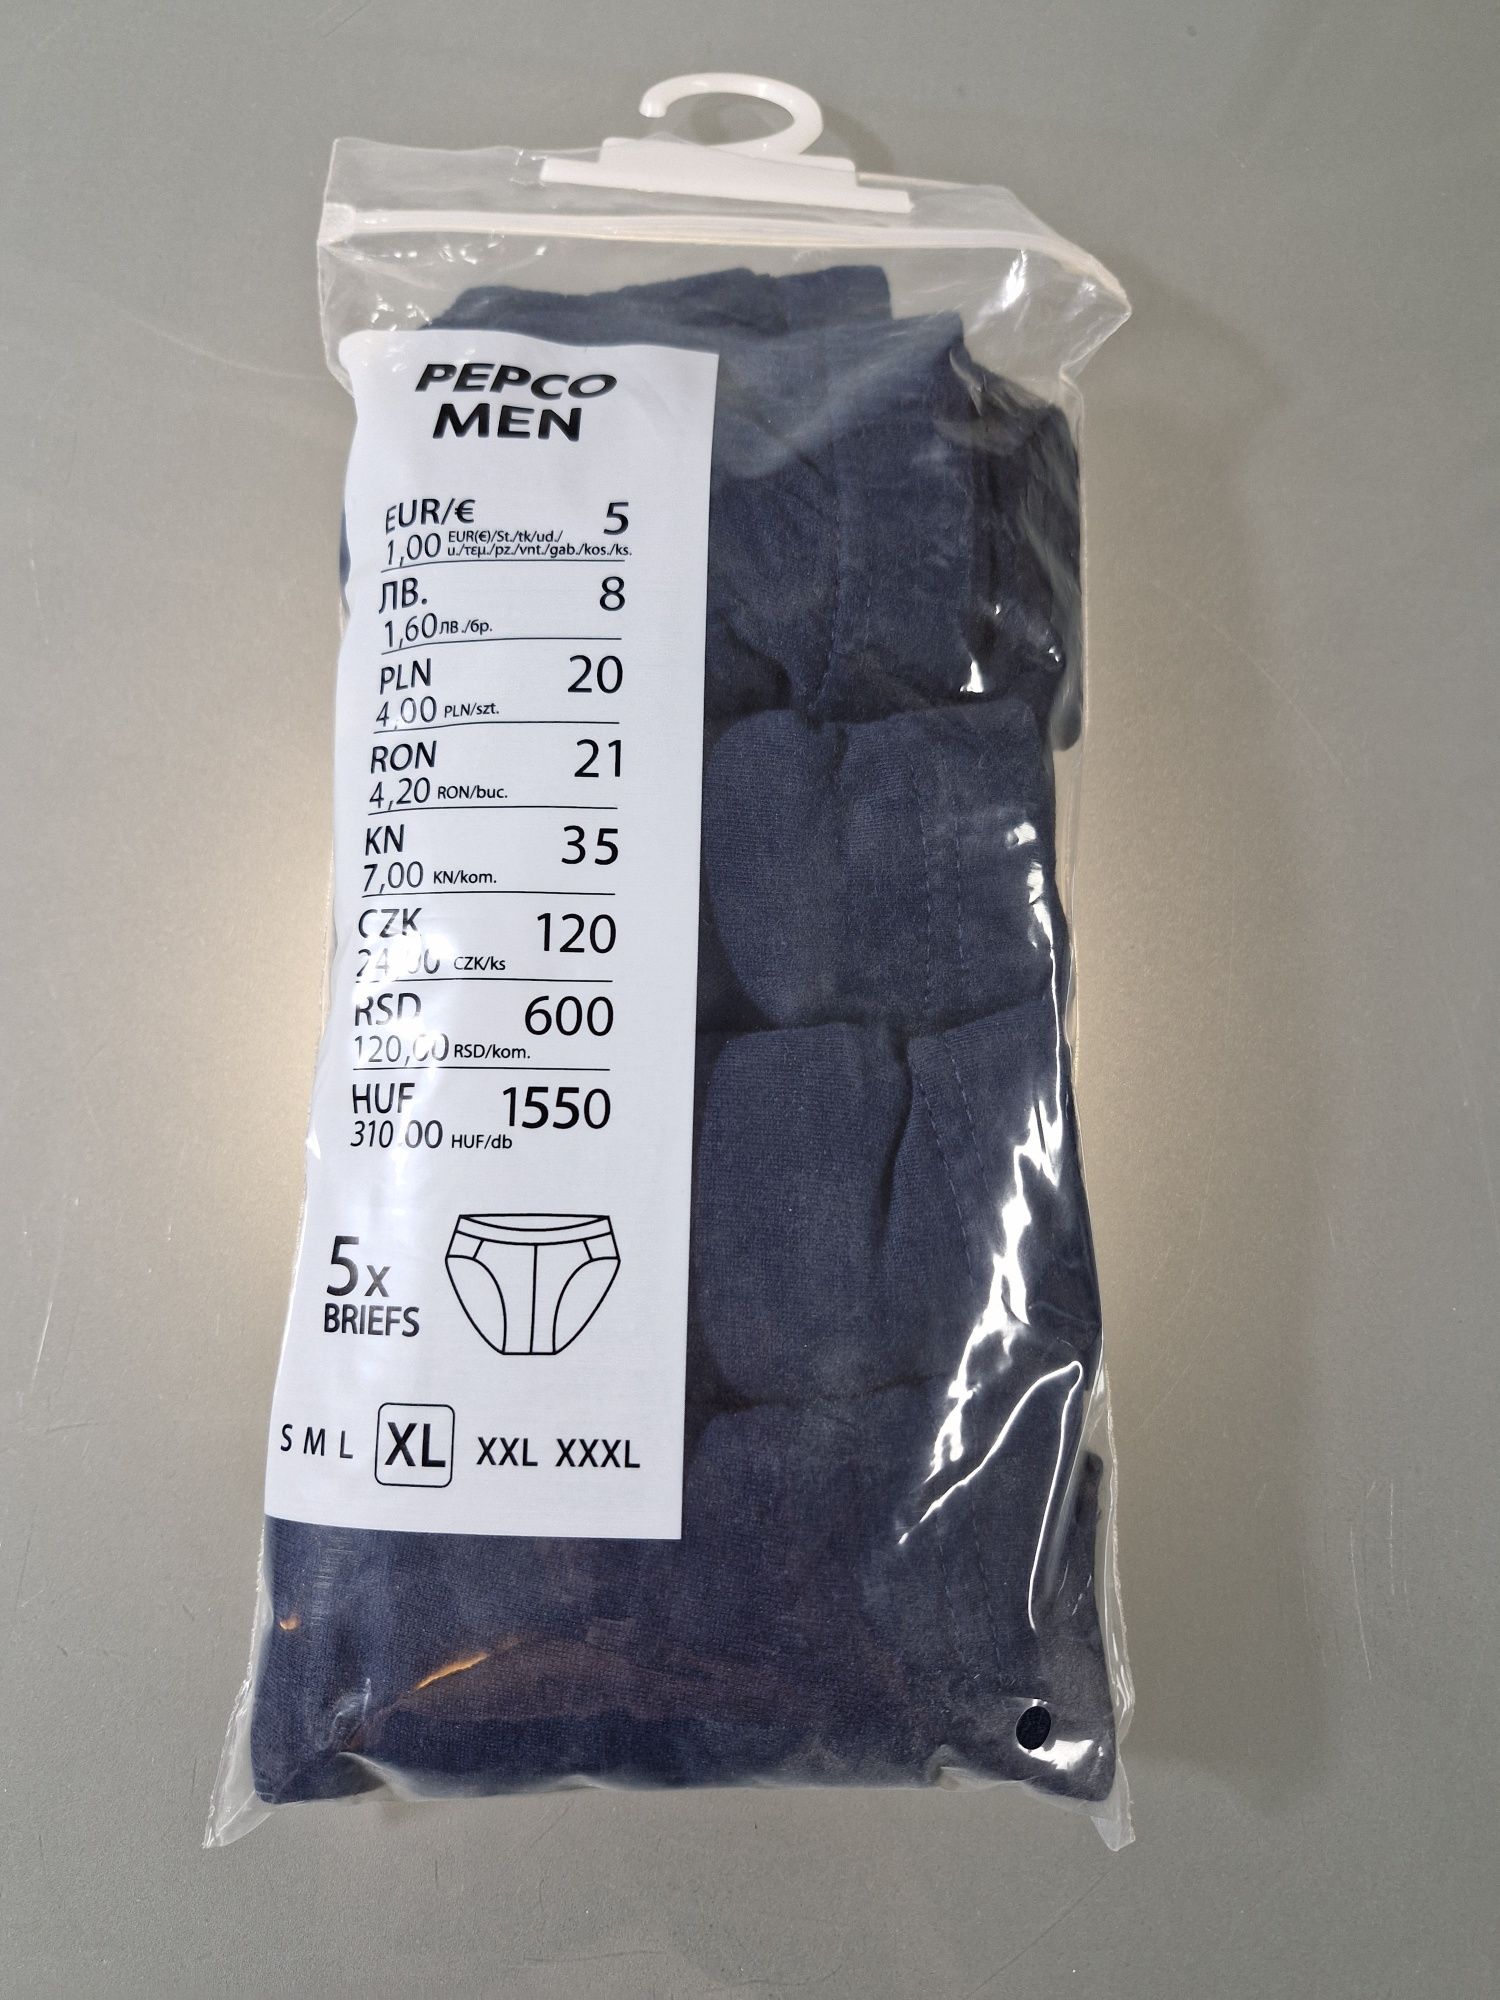 PEPCO
MEN
EUR/€ 5
1,00 EUR(€)/St./tk/ud./
u./τεμ./pz./vnt./gab./kos./ks.
ЛВ. 8
1,60 ЛВ./бр.
PLN 20
4,00 PLN/szt.
RON 21
4,20 RON/buc.
KN 35
7,00 KN/kom.
CZK 120
24,00 CZK/ks
RSD 600
120,00 RSD/kom.
HUF 1550
310,00 HUF/db
5x
BRIEFS
S M L XL XXL XXXL